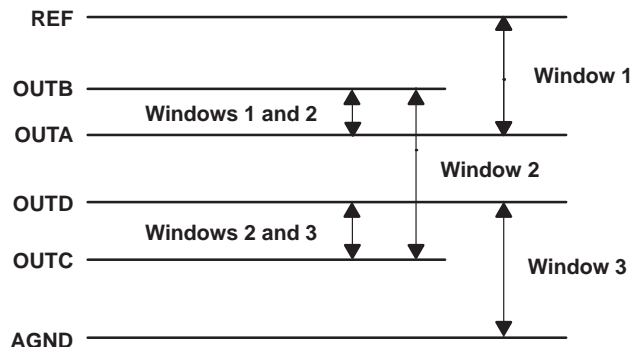 REF
Window 1
OUTB
Windows 1 and 2
OUTA
Window 2
OUTD
Windows 2 and 3
OUTC
Window 3
AGND